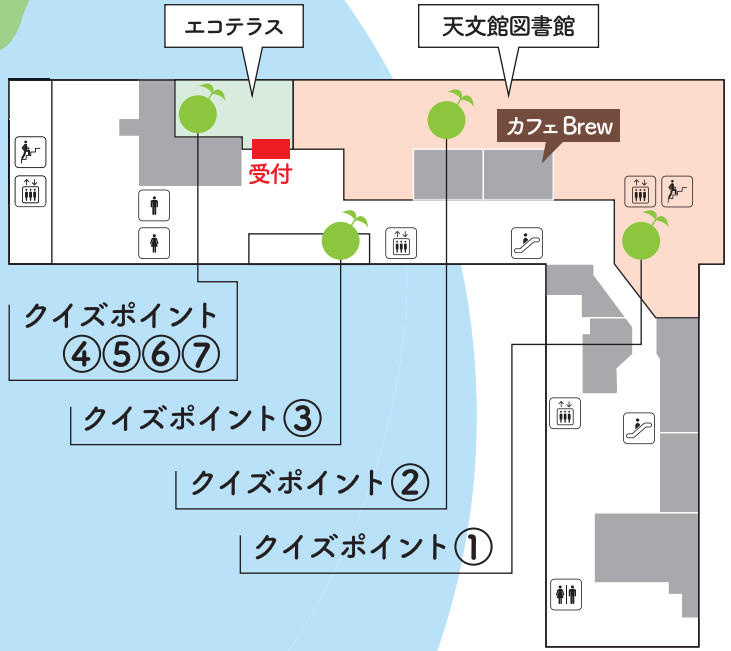 エコテラス
天文館図書館
カフェ Brew
受付
クイズポイント
④⑤⑥⑦
クイズポイント③
クイズポイント②
クイズポイント①